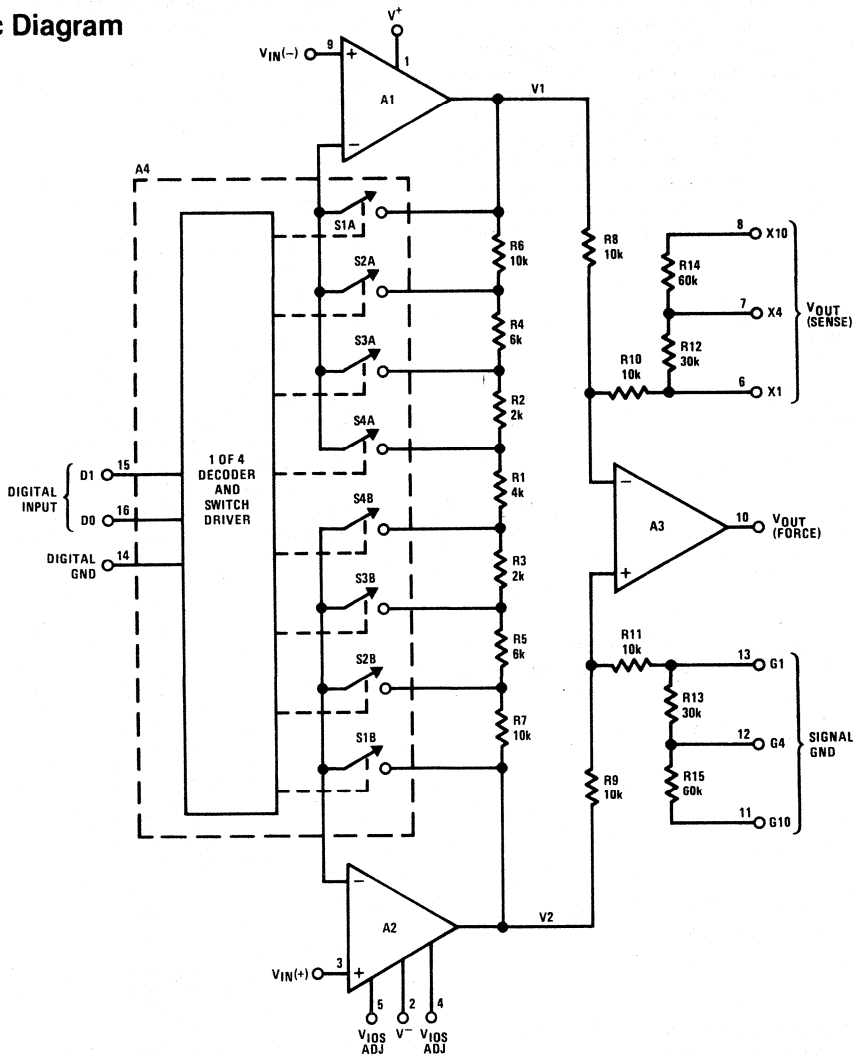 c Diagram
V+
VIN(-) 9 + 1
A1
V1
−
A4
S1A
R6
10k
R8
10k
8 X10
R14
60k
S2A
7 X4
VOUT
(SENSE)
R4
6k
S3A
R12
30k
R10
10k
6 X1
R2
2k
S4A
1 OF 4
DECODER
AND
SWITCH
DRIVER
DIGITAL
INPUT
D1 15
D0 16
DIGITAL
GND
14
R1
4k
−
S4B
A3
10 VOUT
(FORCE)
R3
2k
+
S3B
R5
6k
R11
10k
13 G1
S2B
R13
30k
R7
10k
12 G4
SIGNAL
GND
S1B
R9
10k
R15
60k
11 G10
−
A2
V2
VIN(+) 3 +
5 2 4
VIOS
ADJ
V−
VIOS
ADJ